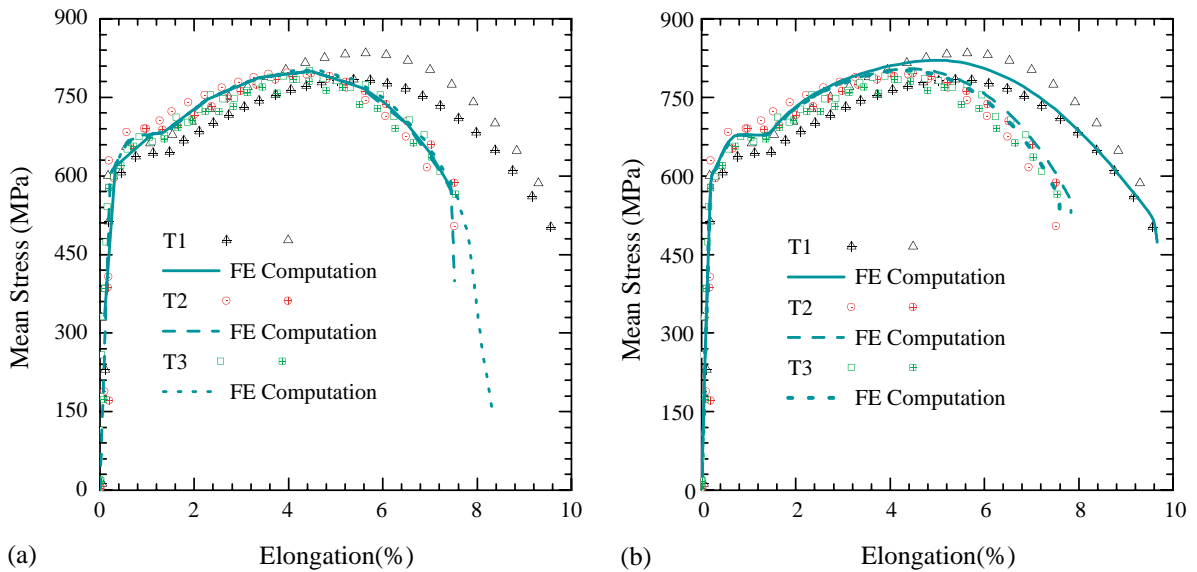 900
750
600
450
300
150
0
Mean Stress (MPa)
T1
FE Computation
T2
FE Computation
T3
FE Computation
0 2 4 6 8 10
(a) Elongation(%)
900
750
600
450
300
150
0
Mean Stress (MPa)
T1
FE Computation
T2
FE Computation
T3
FE Computation
0 2 4 6 8 10
(b) Elongation(%)